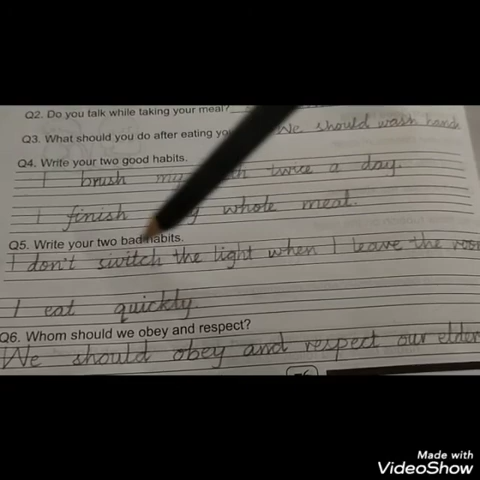 Q2. Do you talk while taking your meal?
Q3. What should you do after eating We should wash hands
Q4. Write your two good habits.
I brush my twice a day.
I finish whole meal.
Q5. Write your two bad habits.
I don't switch the light when I leave the room
I eat quickly.
Q6. Whom should we obey and respect?
We should obey and respect our elder
Made with
VideoShow